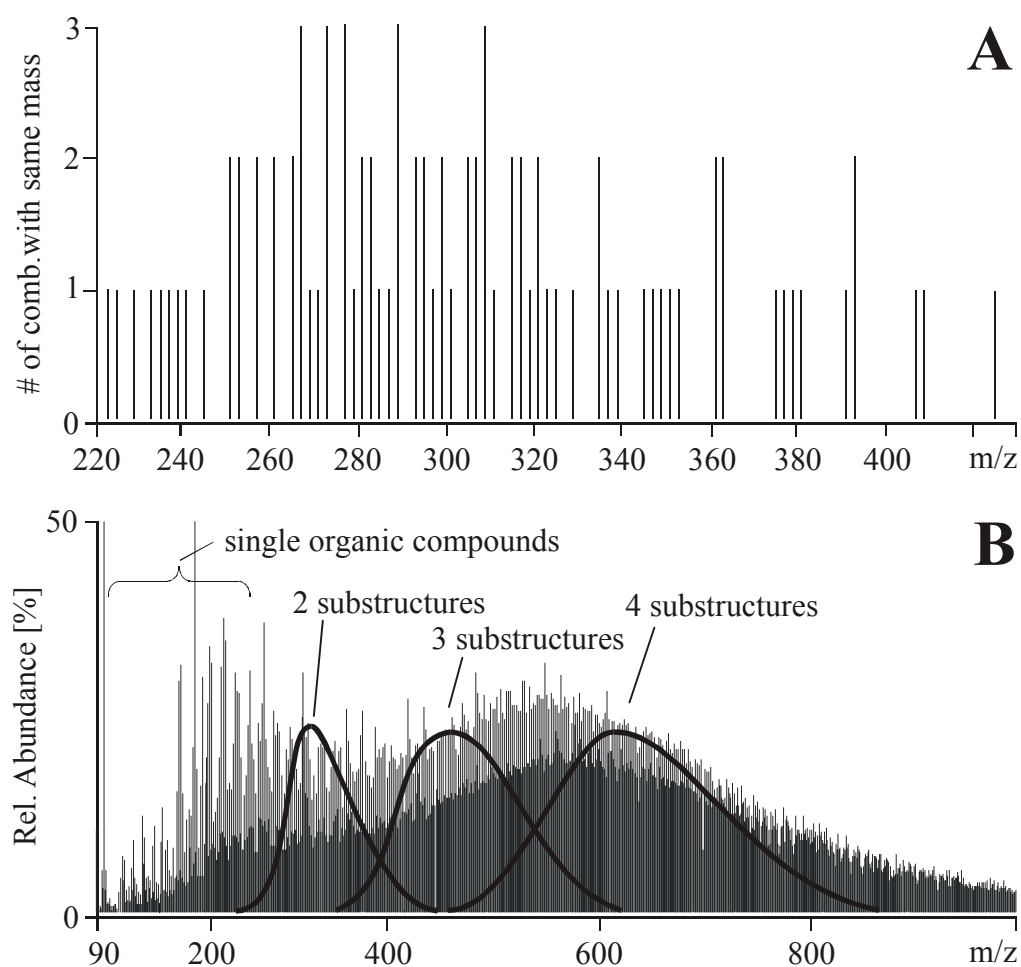 A
# of comb.with same mass
3
2
1
0
220 240 260 280 300 320 340 360 380 400 m/z
B
Rel. Abundance [%]
50
single organic compounds
2 substructures
4 substructures
3 substructures
0
90 200 400 600 800 m/z